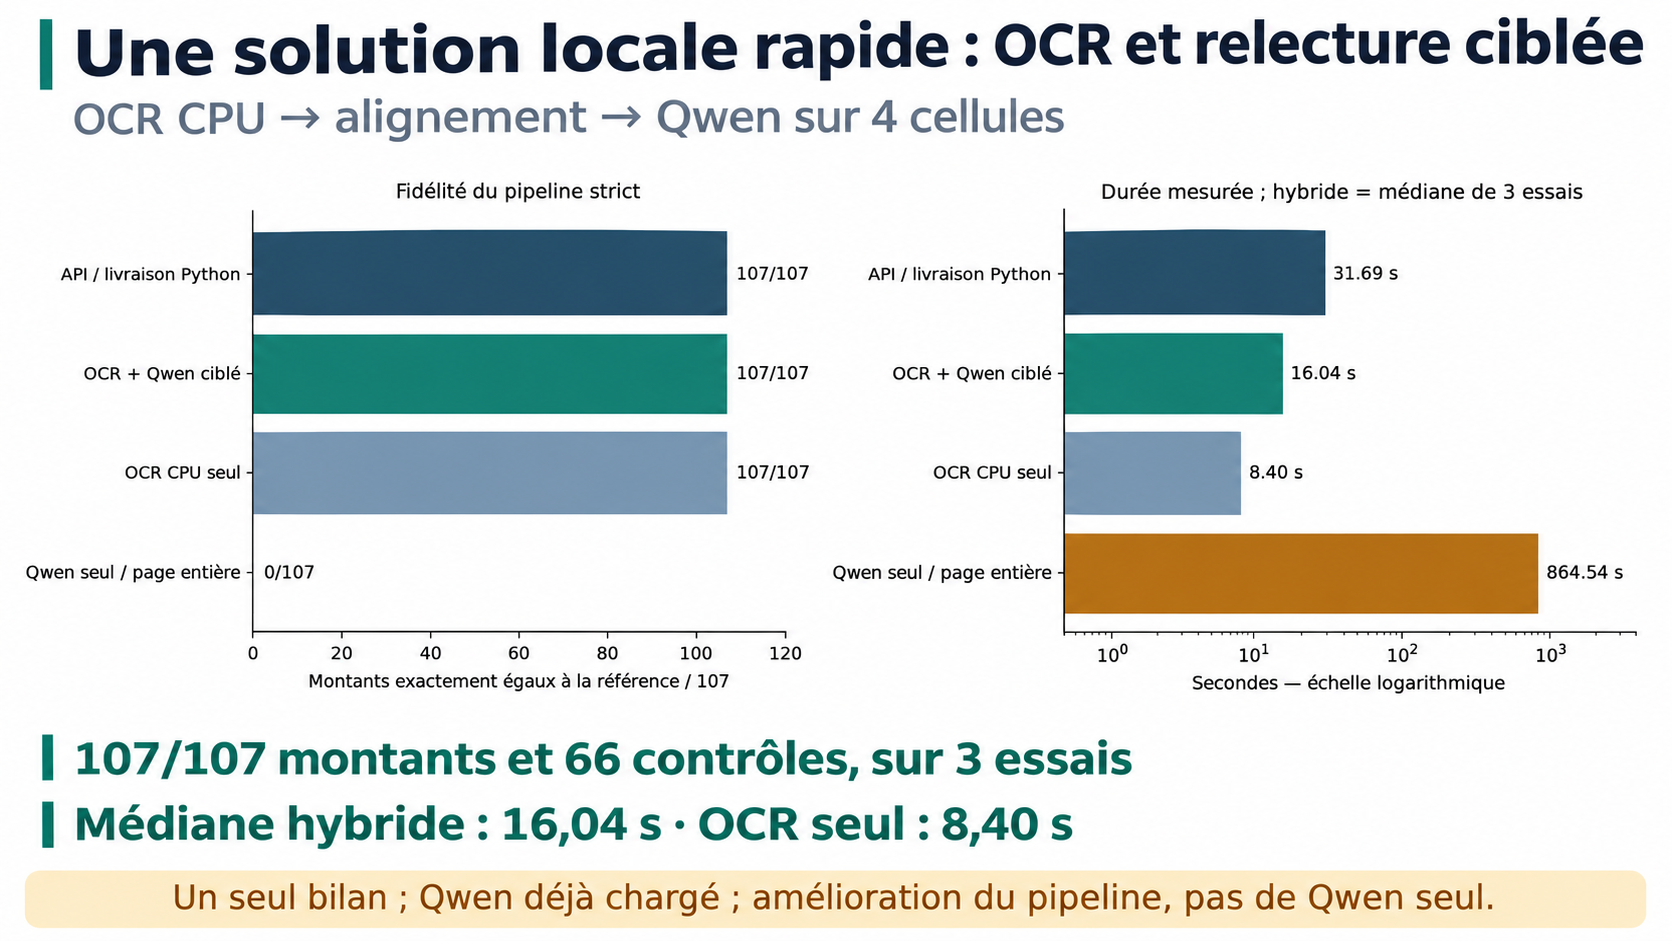 Une solution locale rapide : OCR et relecture ciblée
OCR CPU → alignement → Qwen sur 4 cellules
Fidélité du pipeline strict
API / livraison Python
107/107
OCR + Qwen ciblé
107/107
OCR CPU seul
107/107
Qwen seul / page entière
0/107
0 20 40 60 80 100 120
Montants exactement égaux à la référence / 107
Durée mesurée ; hybride = médiane de 3 essais
API / livraison Python
31.69 s
OCR + Qwen ciblé
16.04 s
OCR CPU seul
8.40 s
Qwen seul / page entière
864.54 s
10⁰ 10¹ 10² 10³
Secondes — échelle logarithmique
107/107 montants et 66 contrôles, sur 3 essais
Médiane hybride : 16,04 s · OCR seul : 8,40 s
Un seul bilan ; Qwen déjà chargé ; amélioration du pipeline, pas de Qwen seul.